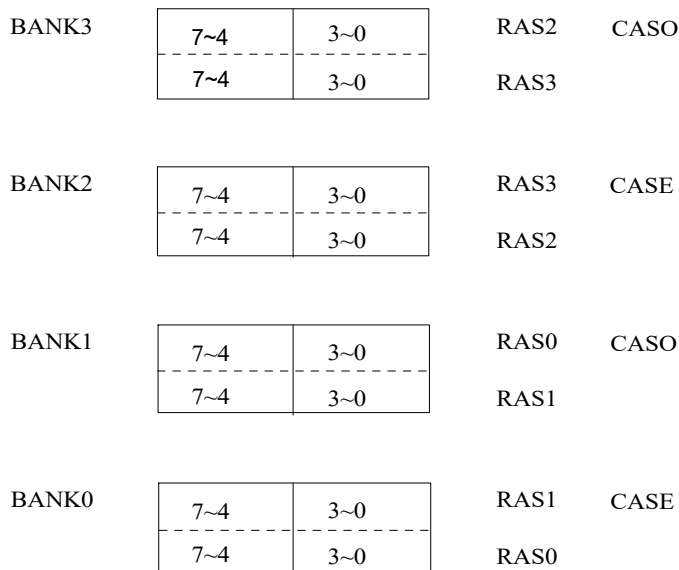 BANK3 7~4 3~0 RAS2 CASO
7~4 3~0 RAS3
BANK2 7~4 3~0 RAS3 CASE
7~4 3~0 RAS2
BANK1 7~4 3~0 RAS0 CASO
7~4 3~0 RAS1
BANK0 7~4 3~0 RAS1 CASE
7~4 3~0 RAS0